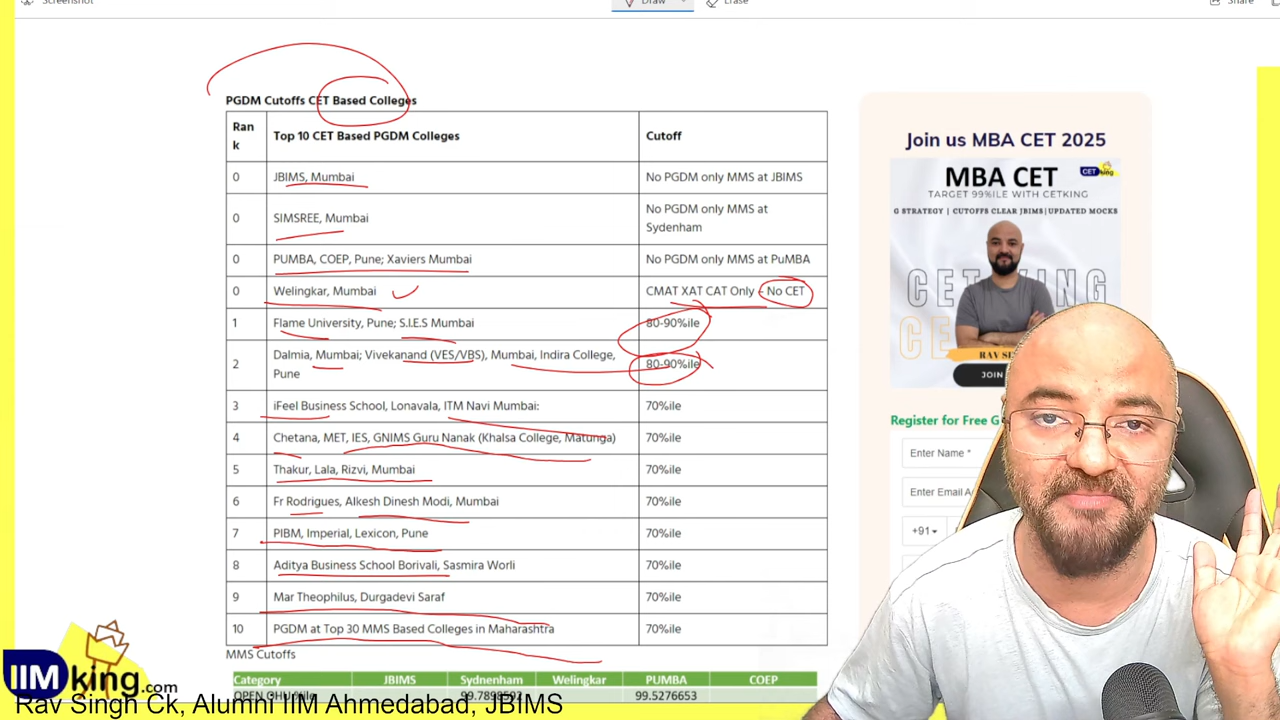 Screenshot
Draw
Erase
Share
PGDM Cutoffs CET Based Colleges
Rank Top 10 CET Based PGDM Colleges Cutoff
0 JBIMS, Mumbai No PGDM only MMS at JBIMS
0 SIMSREE, Mumbai No PGDM only MMS at Sydenham
0 PUMBA, COEP, Pune; Xaviers Mumbai No PGDM only MMS at PuMBA
0 Welingkar, Mumbai CMAT XAT CAT Only - No CET
1 Flame University, Pune; S.I.E.S Mumbai 80-90%ile
2 Dalmia, Mumbai; Vivekanand (VES/VBS), Mumbai, Indira College, Pune 80-90%ile
3 iFeel Business School, Lonavala, ITM Navi Mumbai: 70%ile
4 Chetana, MET, IES, GNIMS Guru Nanak (Khalsa College, Matunga) 70%ile
5 Thakur, Lala, Rizvi, Mumbai 70%ile
6 Fr Rodrigues, Alkesh Dinesh Modi, Mumbai 70%ile
7 PIBM, Imperial, Lexicon, Pune 70%ile
8 Aditya Business School Borivali, Sasmira Worli 70%ile
9 Mar Theophilus, Durgadevi Saraf 70%ile
10 PGDM at Top 30 MMS Based Colleges in Maharashtra 70%ile
MMS Cutoffs
Category JBIMS Sydnenham Welingkar PUMBA COEP
99.5276653
Join us MBA CET 2025
MBA CET
CET king
TARGET 99%ILE WITH CETKING
G STRATEGY | CUTOFFS CLEAR JBIMS | UPDATED MOCKS
CET KING
RAV
JOIN
Register for Free
Enter Name *
Enter Email
+91
IIMking.com
Rav Singh Ck, Alumni IIM Ahmedabad, JBIMS